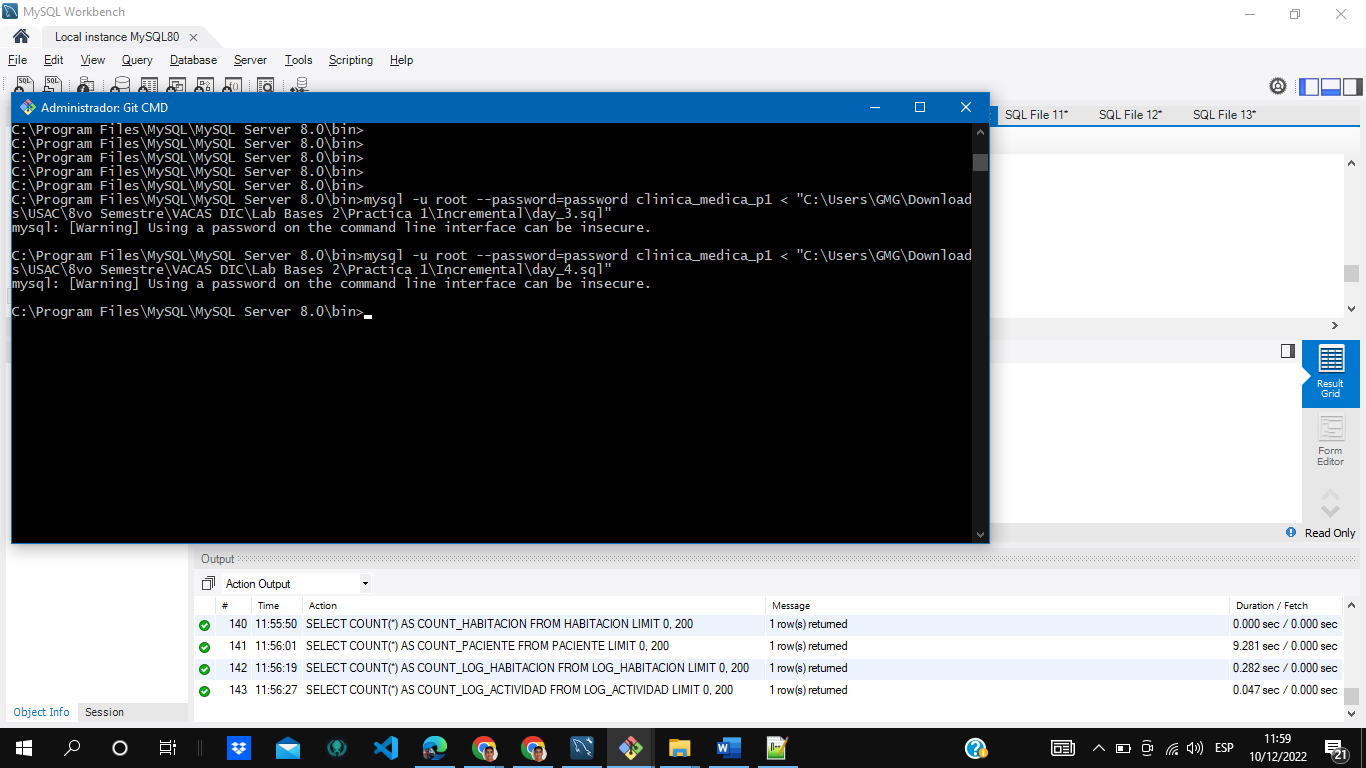 MySQL Workbench
Local instance MySQL80
File Edit View Query Database Server Tools Scripting Help
Administrador: Git CMD
SQL File 11* SQL File 12* SQL File 13*
C:\Program Files\MySQL\MySQL Server 8.0\bin>
C:\Program Files\MySQL\MySQL Server 8.0\bin>
C:\Program Files\MySQL\MySQL Server 8.0\bin>
C:\Program Files\MySQL\MySQL Server 8.0\bin>
C:\Program Files\MySQL\MySQL Server 8.0\bin>
C:\Program Files\MySQL\MySQL Server 8.0\bin>mysql -u root --password=password clinica_medica_p1 < "C:\Users\GMG\Download
s\USAC\8vo Semestre\VACAS DIC\Lab Bases 2\Practica 1\Incremental\day_3.sql"
mysql: [Warning] Using a password on the command line interface can be insecure.
C:\Program Files\MySQL\MySQL Server 8.0\bin>mysql -u root --password=password clinica_medica_p1 < "C:\Users\GMG\Download
s\USAC\8vo Semestre\VACAS DIC\Lab Bases 2\Practica 1\Incremental\day_4.sql"
mysql: [Warning] Using a password on the command line interface can be insecure.
C:\Program Files\MySQL\MySQL Server 8.0\bin>
Result
Grid
Form
Editor
Read Only
Output
Action Output
# Time Action Message Duration / Fetch
140 11:55:50 SELECT COUNT(*) AS COUNT_HABITACION FROM HABITACION LIMIT 0, 200 1 row(s) returned 0.000 sec / 0.000 sec
141 11:56:01 SELECT COUNT(*) AS COUNT_PACIENTE FROM PACIENTE LIMIT 0, 200 1 row(s) returned 9.281 sec / 0.000 sec
142 11:56:19 SELECT COUNT(*) AS COUNT_LOG_HABITACION FROM LOG_HABITACION LIMIT 0, 200 1 row(s) returned 0.282 sec / 0.000 sec
143 11:56:27 SELECT COUNT(*) AS COUNT_LOG_ACTIVIDAD FROM LOG_ACTIVIDAD LIMIT 0, 200 1 row(s) returned 0.047 sec / 0.000 sec
Object Info Session
ESP
11:59
10/12/2022
21